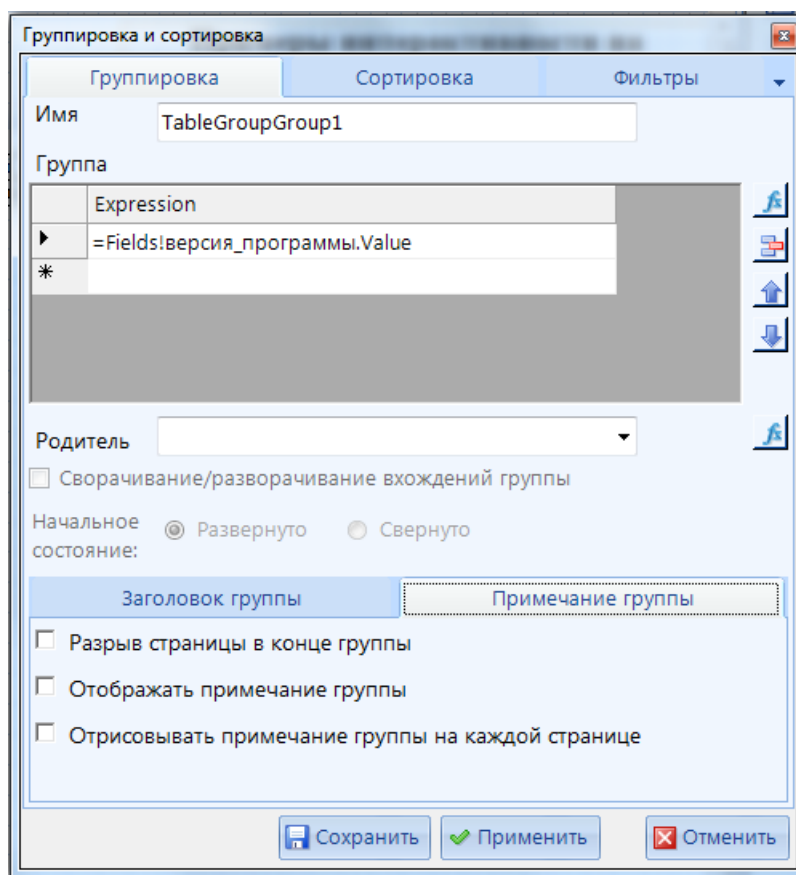 Группировка и сортировка
Группировка Сортировка Фильтры
Имя TableGroupGroup1
Группа
Expression
=Fields!версия_программы.Value
Родитель
Сворачивание/разворачивание вхождений группы
Начальное состояние: Развернуто Свернуто
Заголовок группы Примечание группы
Разрыв страницы в конце группы
Отображать примечание группы
Отрисовывать примечание группы на каждой странице
Сохранить Применить Отменить